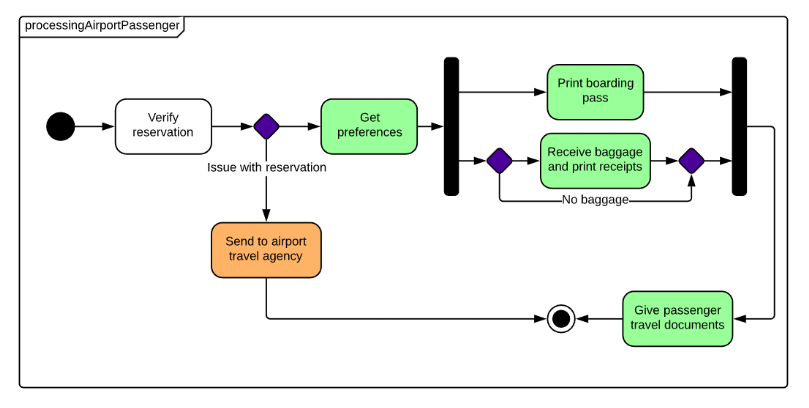 processingAirportPassenger
Verify
reservation
Get
preferences
Print boarding
pass
Receive baggage
and print receipts
No baggage
Issue with reservation
Send to airport
travel agency
Give passenger
travel documents